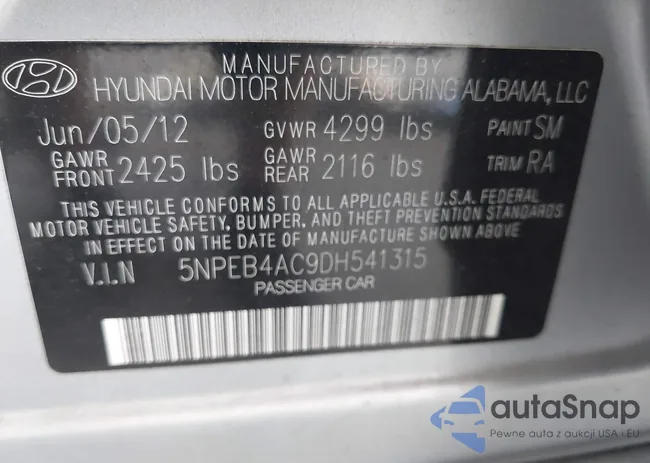 MANUFACTURED BY
HYUNDAI MOTOR MANUFACTURING ALABAMA, LLC
Jun/05/12 GVWR 4299 lbs PAINT SM
GAWR FRONT 2425 lbs GAWR REAR 2116 lbs TRIM RA
THIS VEHICLE CONFORMS TO ALL APPLICABLE U.S.A. FEDERAL
MOTOR VEHICLE SAFETY, BUMPER, AND THEFT PREVENTION STANDARDS
IN EFFECT ON THE DATE OF MANUFACTURE SHOWN ABOVE
V.I.N 5NPEB4AC9DH541315
PASSENGER CAR
autoSnap
Pewne auta z aukcji USA i EU